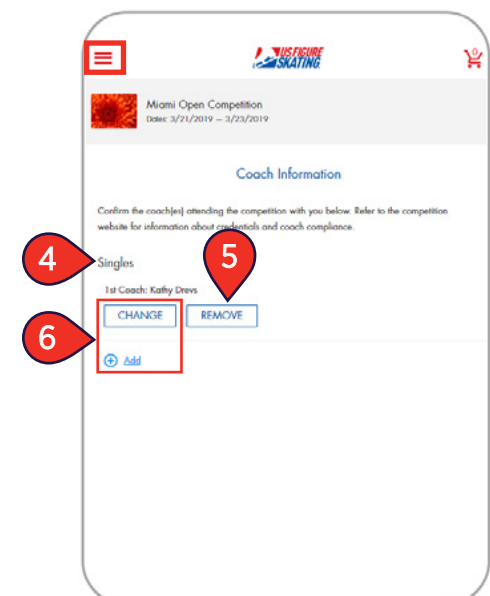 US FIGURE
SKATING
0
Miami Open Competition
Dates: 3/21/2019 – 3/23/2019
Coach Information
Confirm the coach(es) attending the competition with you below. Refer to the competition
website for information about credentials and coach compliance.
4
5
Singles
1st Coach: Kathy Drevs
CHANGE
REMOVE
6
Add